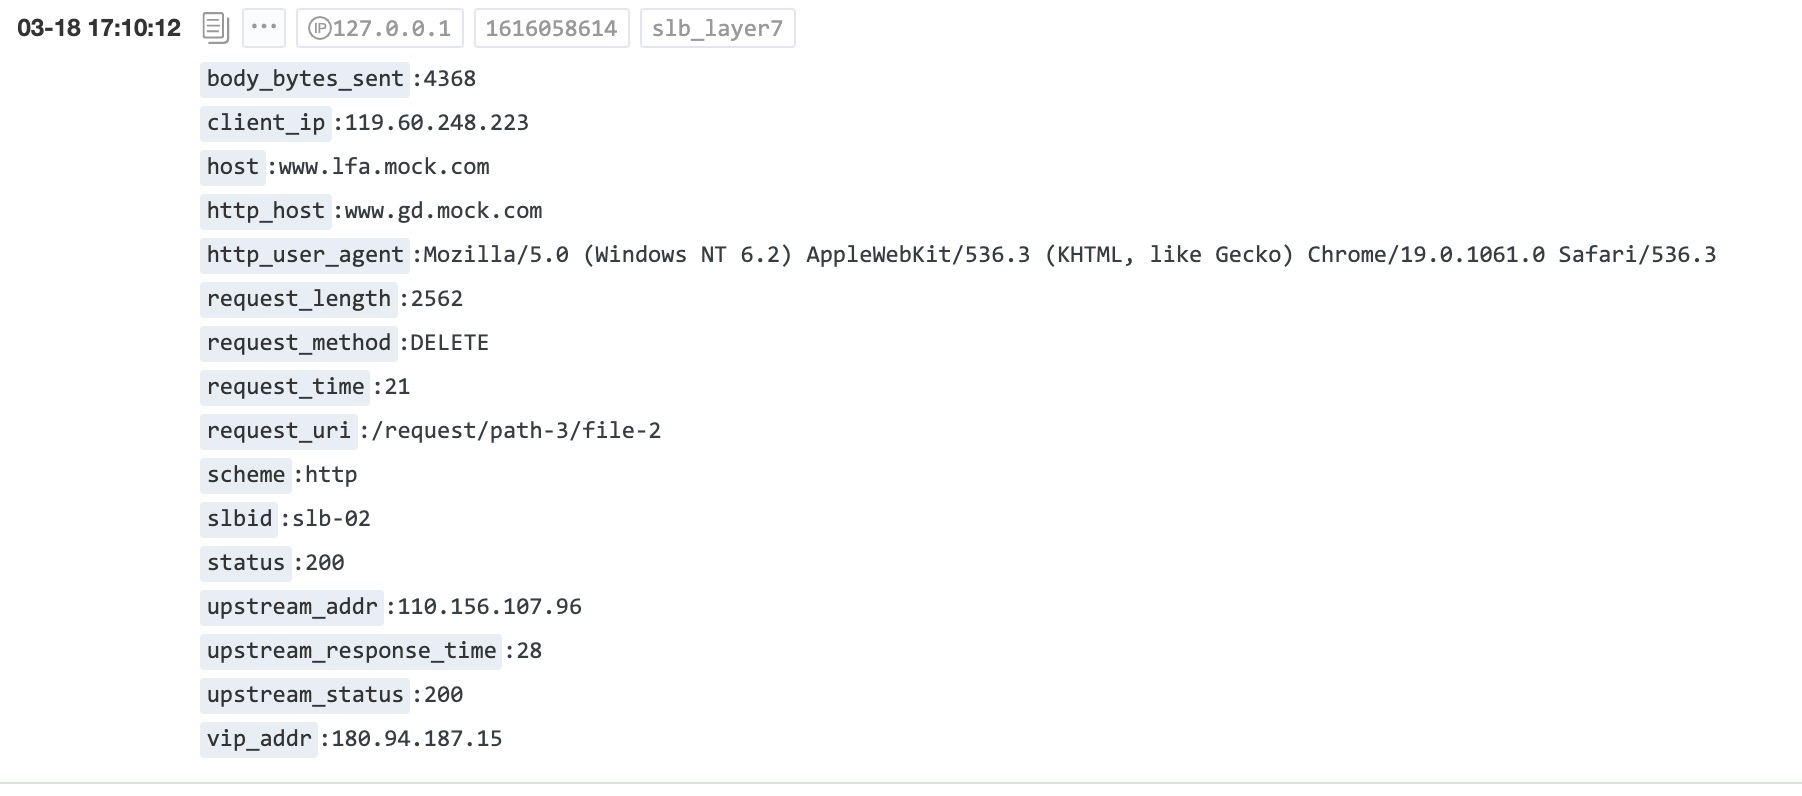 03-18 17:10:12 ... IP 127.0.0.1 1616058614 slb_layer7
body_bytes_sent :4368
client_ip :119.60.248.223
host :www.lfa.mock.com
http_host :www.gd.mock.com
http_user_agent :Mozilla/5.0 (Windows NT 6.2) AppleWebKit/536.3 (KHTML, like Gecko) Chrome/19.0.1061.0 Safari/536.3
request_length :2562
request_method :DELETE
request_time :21
request_uri :/request/path-3/file-2
scheme :http
slbid :slb-02
status :200
upstream_addr :110.156.107.96
upstream_response_time :28
upstream_status :200
vip_addr :180.94.187.15